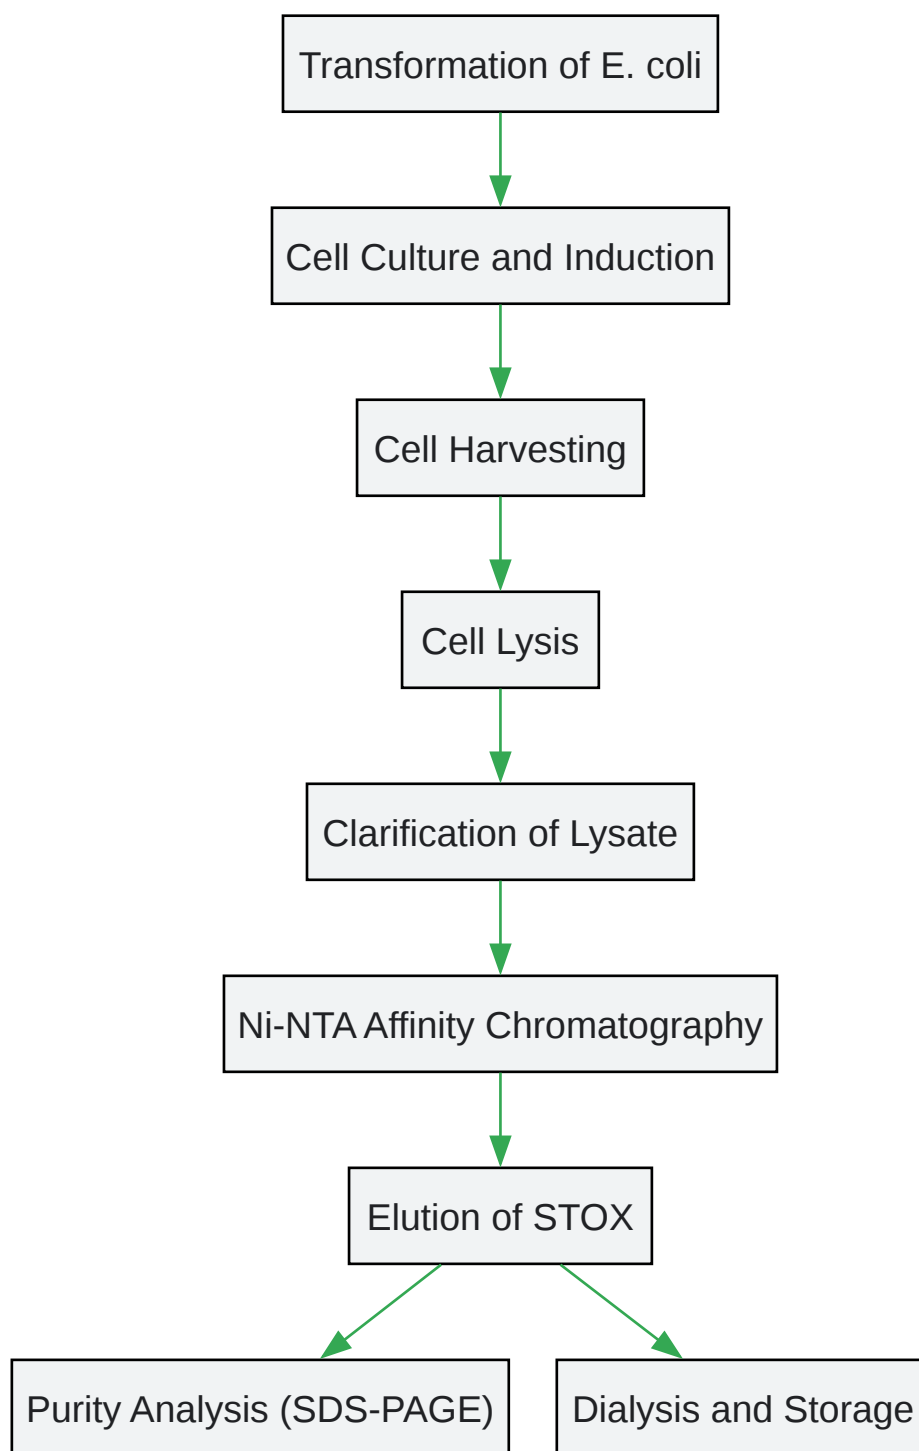 Transformation of E. coli
Cell Culture and Induction
Cell Harvesting
Cell Lysis
Clarification of Lysate
Ni-NTA Affinity Chromatography
Elution of STOX
Purity Analysis (SDS-PAGE)
Dialysis and Storage